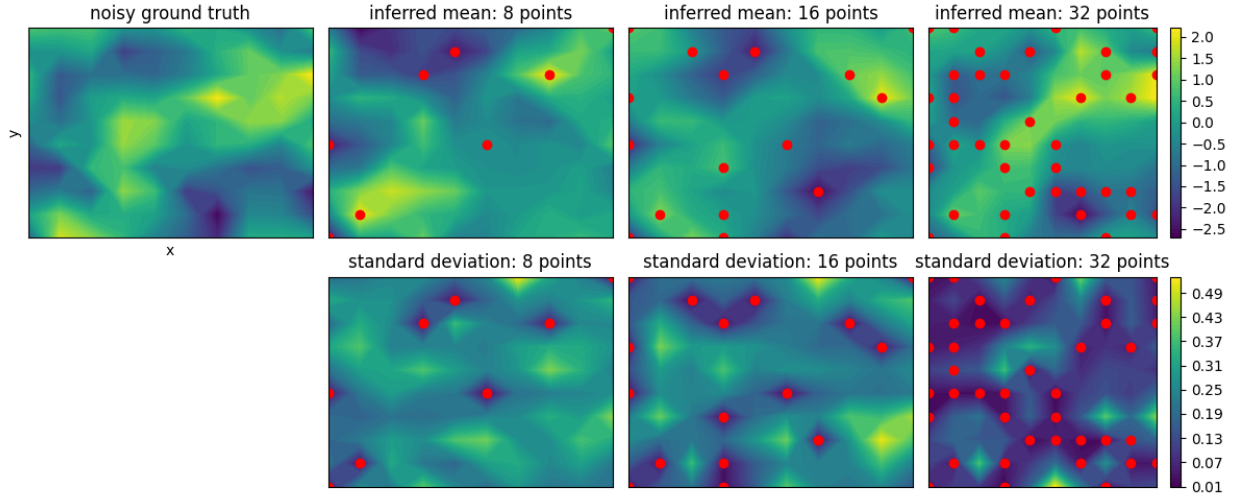 noisy ground truth
inferred mean: 8 points
inferred mean: 16 points
inferred mean: 32 points
y
x
2.0
1.5
1.0
0.5
0.0
−0.5
−1.0
−1.5
−2.0
−2.5
standard deviation: 8 points
standard deviation: 16 points
standard deviation: 32 points
0.49
0.43
0.37
0.31
0.25
0.19
0.13
0.07
0.01